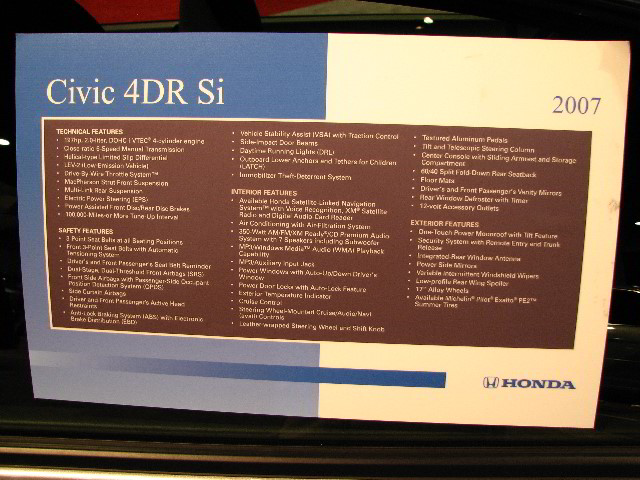 Civic 4DR Si
2007
TECHNICAL FEATURES
• 197hp, 2.0-liter, DOHC i-VTEC® 4-cylinder engine
• Close-ratio 6-Speed Manual Transmission
• Helical-type Limited Slip Differential
• LEV-2 (Low-Emission Vehicle)
• Drive-By-Wire Throttle System™
• MacPherson Strut Front Suspension
• Multi-Link Rear Suspension
• Electric Power Steering (EPS)
• Power Assisted Front Disc/Rear Disc Brakes
• 100,000-Miles-or-More Tune-Up Interval
SAFETY FEATURES
• 3 Point Seat Belts at all Seating Positions
• Front 3-Point Seat Belts with Automatic
Tensioning System
• Driver's and Front Passenger's Seat Belt Reminder
• Dual-Stage, Dual-Threshold Front Airbags (SRS)
• Front Side Airbags with Passenger-Side Occupant
Position Detection System (OPDS)
• Side Curtain Airbags
• Driver and Front Passenger's Active Head
Restraints
• Anti-Lock Braking System (ABS) with Electronic
Brake Distribution (EBD)
• Vehicle Stability Assist (VSA) with Traction Control
• Side-Impact Door Beams
• Daytime Running Lights (DRL)
• Outboard Lower Anchors and Tethers for Children
(LATCH)
• Immobilizer Theft-Deterrent System
INTERIOR FEATURES
• Available Honda Satellite Linked Navigation
System™ with Voice Recognition, XM® Satellite
Radio and Digital Audio Card Reader
• Air Conditioning with Air-Filtration System
• 350-Watt AM/FM/XM Ready®/CD Premium Audio
System with 7 Speakers Including Subwoofer
• MP3/Windows Media™ Audio (WMA) Playback
Capability
• MP3/Auxiliary Input Jack
• Power Windows with Auto-Up/Down Driver's
Window
• Power Door Locks with Auto-Lock Feature
• Exterior Temperature Indicator
• Cruise Control
• Steering Wheel-Mounted Cruise/Audio/Navi
Controls
• Leather-wrapped Steering Wheel and Shift Knob
• Textured Aluminum Pedals
• Tilt and Telescopic Steering Column
• Center Console with Sliding Armrest and Storage
Compartment
• 60/40 Split Fold-Down Rear Seatback
• Floor Mats
• Driver's and Front Passenger's Vanity Mirrors
• Rear Window Defroster with Timer
• 12-volt Accessory Outlets
EXTERIOR FEATURES
• One-Touch Power Moonroof with Tilt Feature
• Security System with Remote Entry and Trunk
Release
• Integrated Rear Window Antenna
• Power Side Mirrors
• Variable Intermittent Windshield Wipers
• Low-profile Rear Wing Spoiler
• 17" Alloy Wheels
• Available Michelin® Pilot® Exalto® PE2™
Summer Tires
HONDA